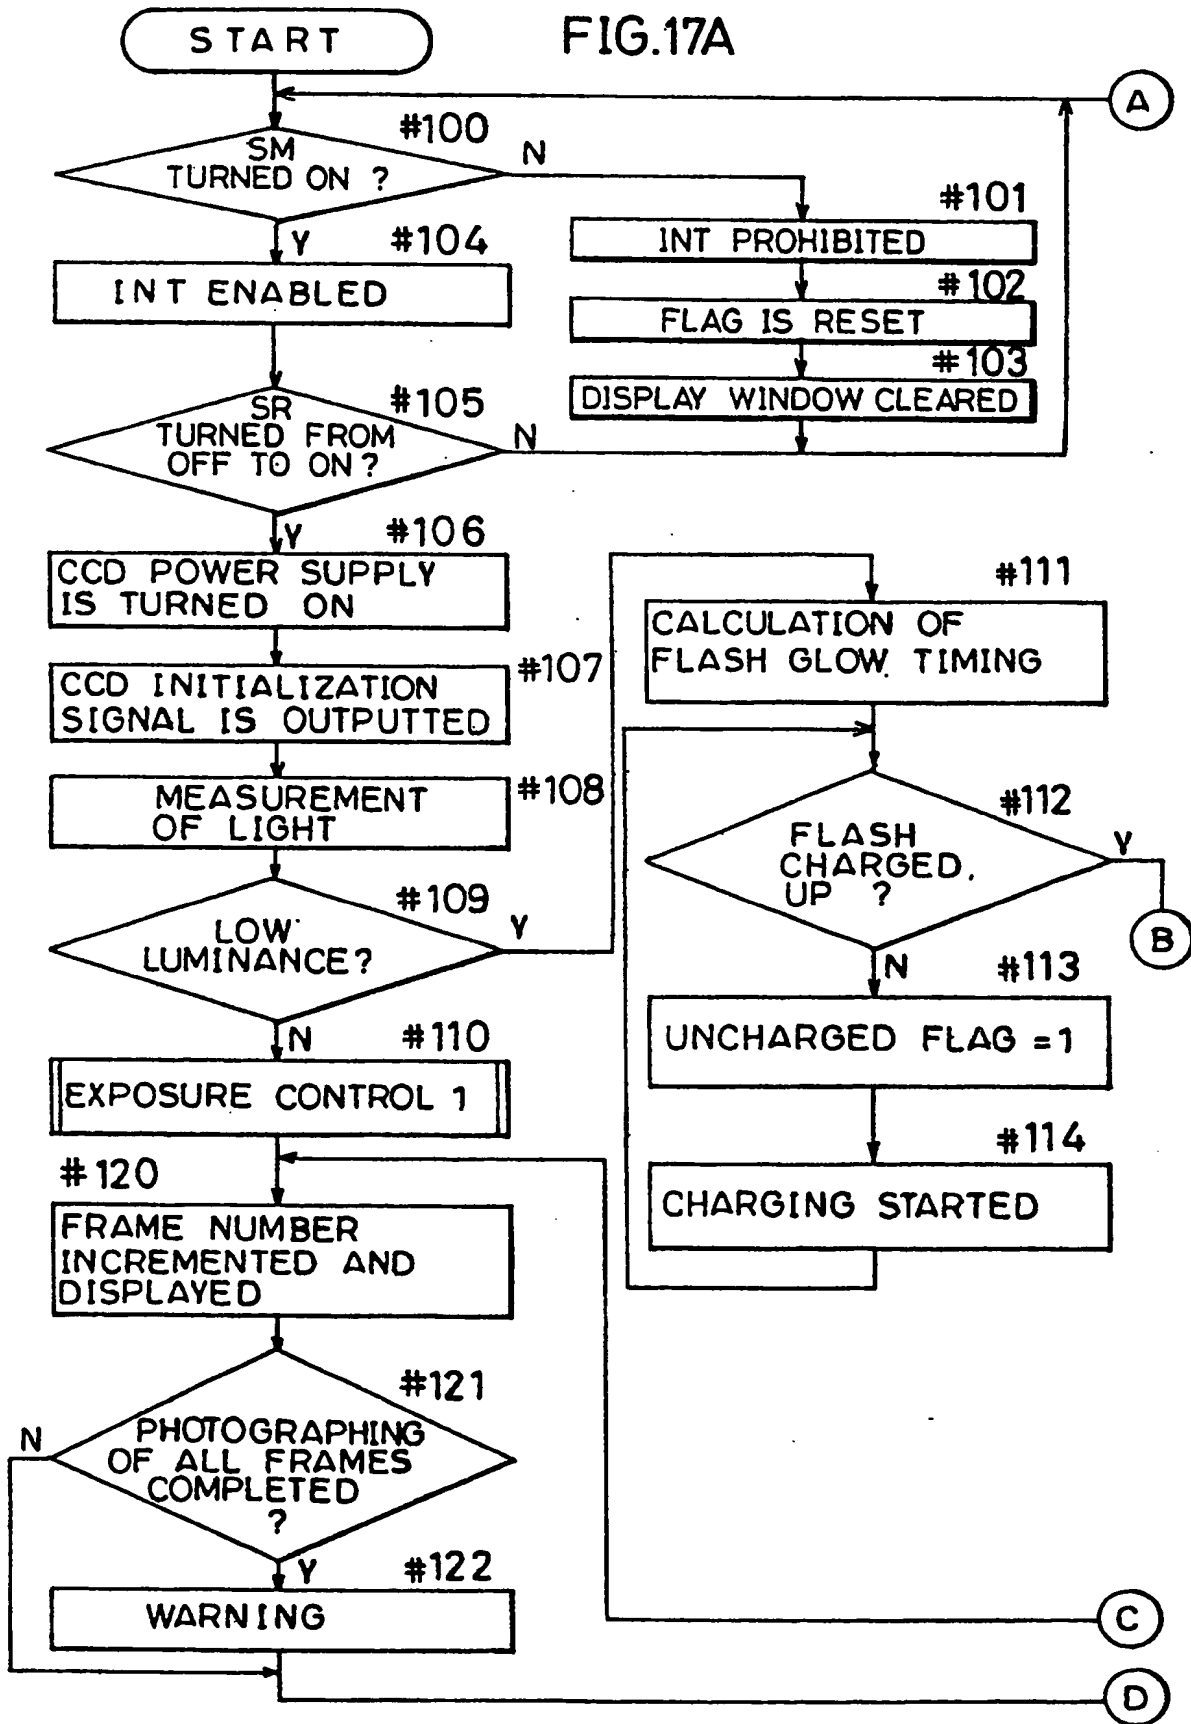 START
FIG.17A
A
#100
SM
TURNED ON ?
N
Y
#101
INT PROHIBITED
#102
FLAG IS RESET
#103
DISPLAY WINDOW CLEARED
#104
INT ENABLED
#105
SR
TURNED FROM
OFF TO ON?
N
Y
#106
CCD POWER SUPPLY
IS TURNED ON
#107
CCD INITIALIZATION
SIGNAL IS OUTPUTTED
#108
MEASUREMENT
OF LIGHT
#109
LOW
LUMINANCE?
Y
N
#110
EXPOSURE CONTROL 1
#111
CALCULATION OF
FLASH GLOW TIMING
#112
FLASH
CHARGED
UP ?
Y
B
N
#113
UNCHARGED FLAG = 1
#114
CHARGING STARTED
#120
FRAME NUMBER
INCREMENTED AND
DISPLAYED
#121
PHOTOGRAPHING
OF ALL FRAMES
COMPLETED
?
N
Y
#122
WARNING
C
D